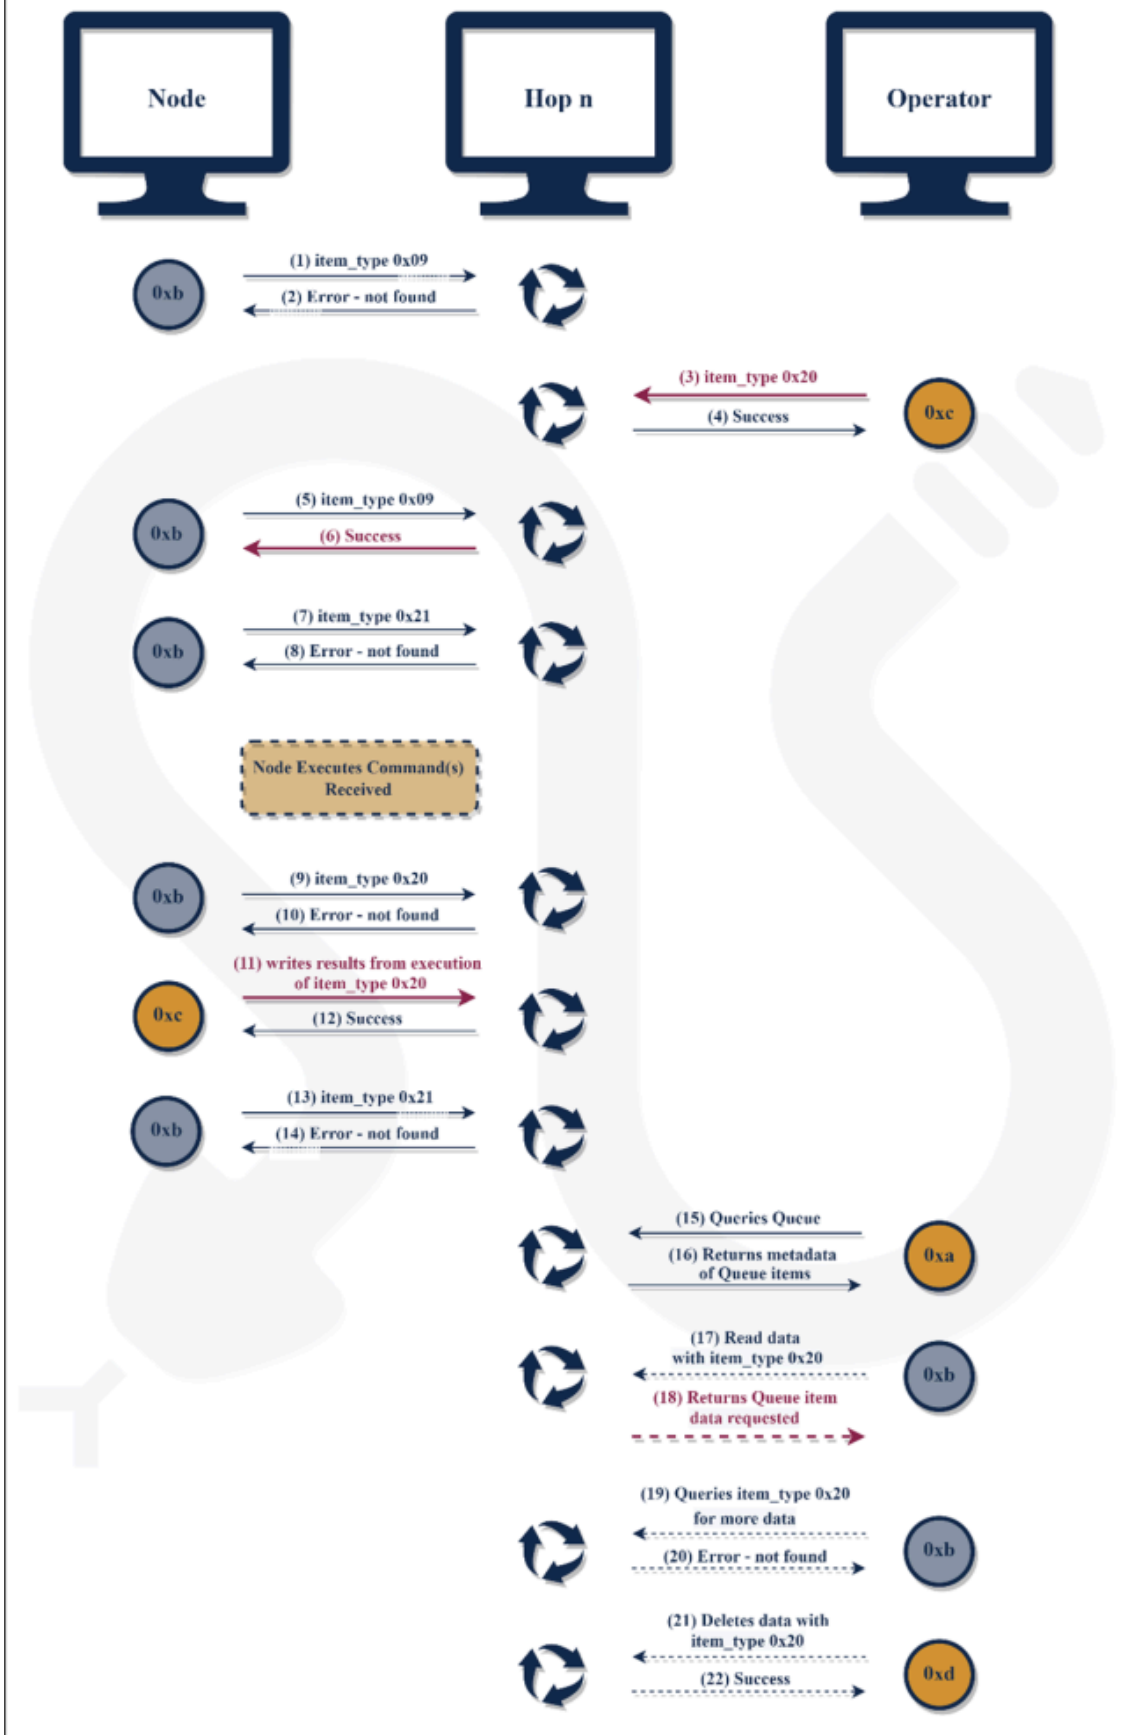 Node
Hop n
Operator
0xb
(1) item_type 0x09
(2) Error - not found
(3) item_type 0x20
(4) Success
0xc
0xb
(5) item_type 0x09
(6) Success
0xb
(7) item_type 0x21
(8) Error - not found
Node Executes Command(s)
Received
0xb
(9) item_type 0x20
(10) Error - not found
(11) writes results from execution
of item_type 0x20
0xc
(12) Success
0xb
(13) item_type 0x21
(14) Error - not found
(15) Queries Queue
(16) Returns metadata
of Queue items
0xa
(17) Read data
with item_type 0x20
0xb
(18) Returns Queue item
data requested
(19) Queries item_type 0x20
for more data
0xb
(20) Error - not found
(21) Deletes data with
item_type 0x20
0xd
(22) Success